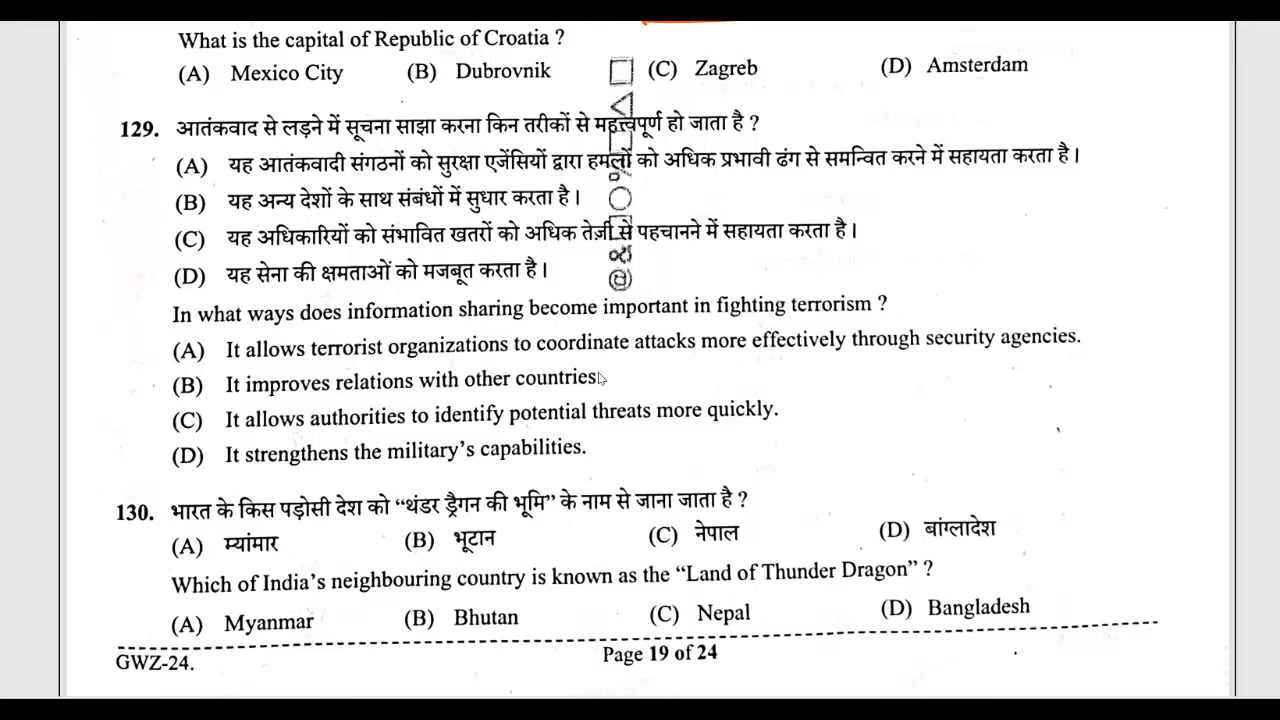 What is the capital of Republic of Croatia ?
(A) Mexico City (B) Dubrovnik (C) Zagreb (D) Amsterdam
129. आतंकवाद से लड़ने में सूचना साझा करना किन तरीकों से महत्त्वपूर्ण हो जाता है ?
(A) यह आतंकवादी संगठनों को सुरक्षा एजेंसियों द्वारा हमलों को अधिक प्रभावी ढंग से समन्वित करने में सहायता करता है।
(B) यह अन्य देशों के साथ संबंधों में सुधार करता है।
(C) यह अधिकारियों को संभावित खतरों को अधिक तेज़ी से पहचानने में सहायता करता है।
(D) यह सेना की क्षमताओं को मजबूत करता है।
In what ways does information sharing become important in fighting terrorism ?
(A) It allows terrorist organizations to coordinate attacks more effectively through security agencies.
(B) It improves relations with other countries
(C) It allows authorities to identify potential threats more quickly.
(D) It strengthens the military's capabilities.
130. भारत के किस पड़ोसी देश को “थंडर ड्रैगन की भूमि” के नाम से जाना जाता है ?
(A) म्यांमार (B) भूटान (C) नेपाल (D) बांग्लादेश
Which of India's neighbouring country is known as the “Land of Thunder Dragon” ?
(A) Myanmar (B) Bhutan (C) Nepal (D) Bangladesh
GWZ-24. Page 19 of 24